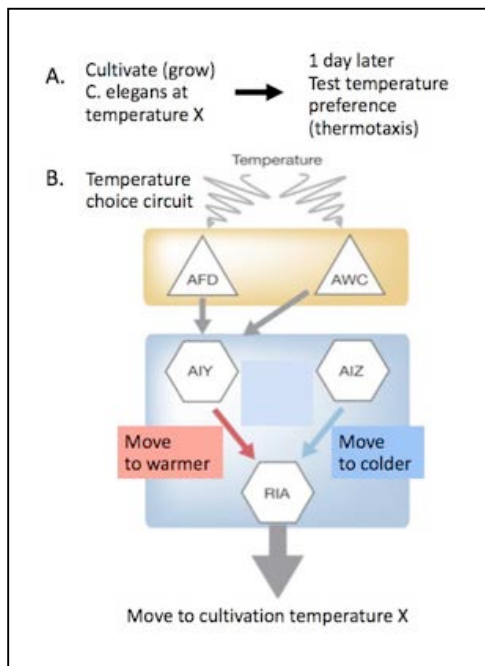 A.
Cultivate (grow)
C. elegans at
temperature X
1 day later
Test temperature
preference
(thermotaxis)
B.
Temperature
choice circuit
Temperature
AFD
AWC
AIY
AIZ
Move
to warmer
Move
to colder
RIA
Move to cultivation temperature X